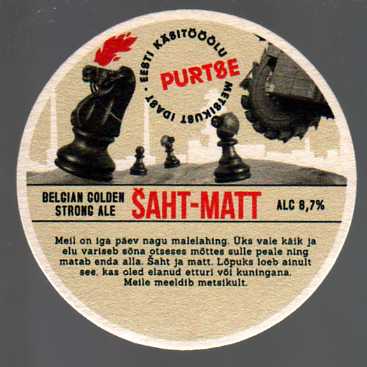 EESTI KÄSITÖÖÕLU METSIKUST IDAST •
PURTSE
BELGIAN GOLDEN
STRONG ALE
ŠAHT-MATT
ALC 8,7%
Meil on iga päev nagu malelahing. Üks vale käik ja
elu variseb sõna otseses mõttes sulle peale ning
matab enda alla. Šaht ja matt. Lõpuks loeb ainult
see, kas oled elanud etturi või kuningana.
Meile meeldib metsikult.